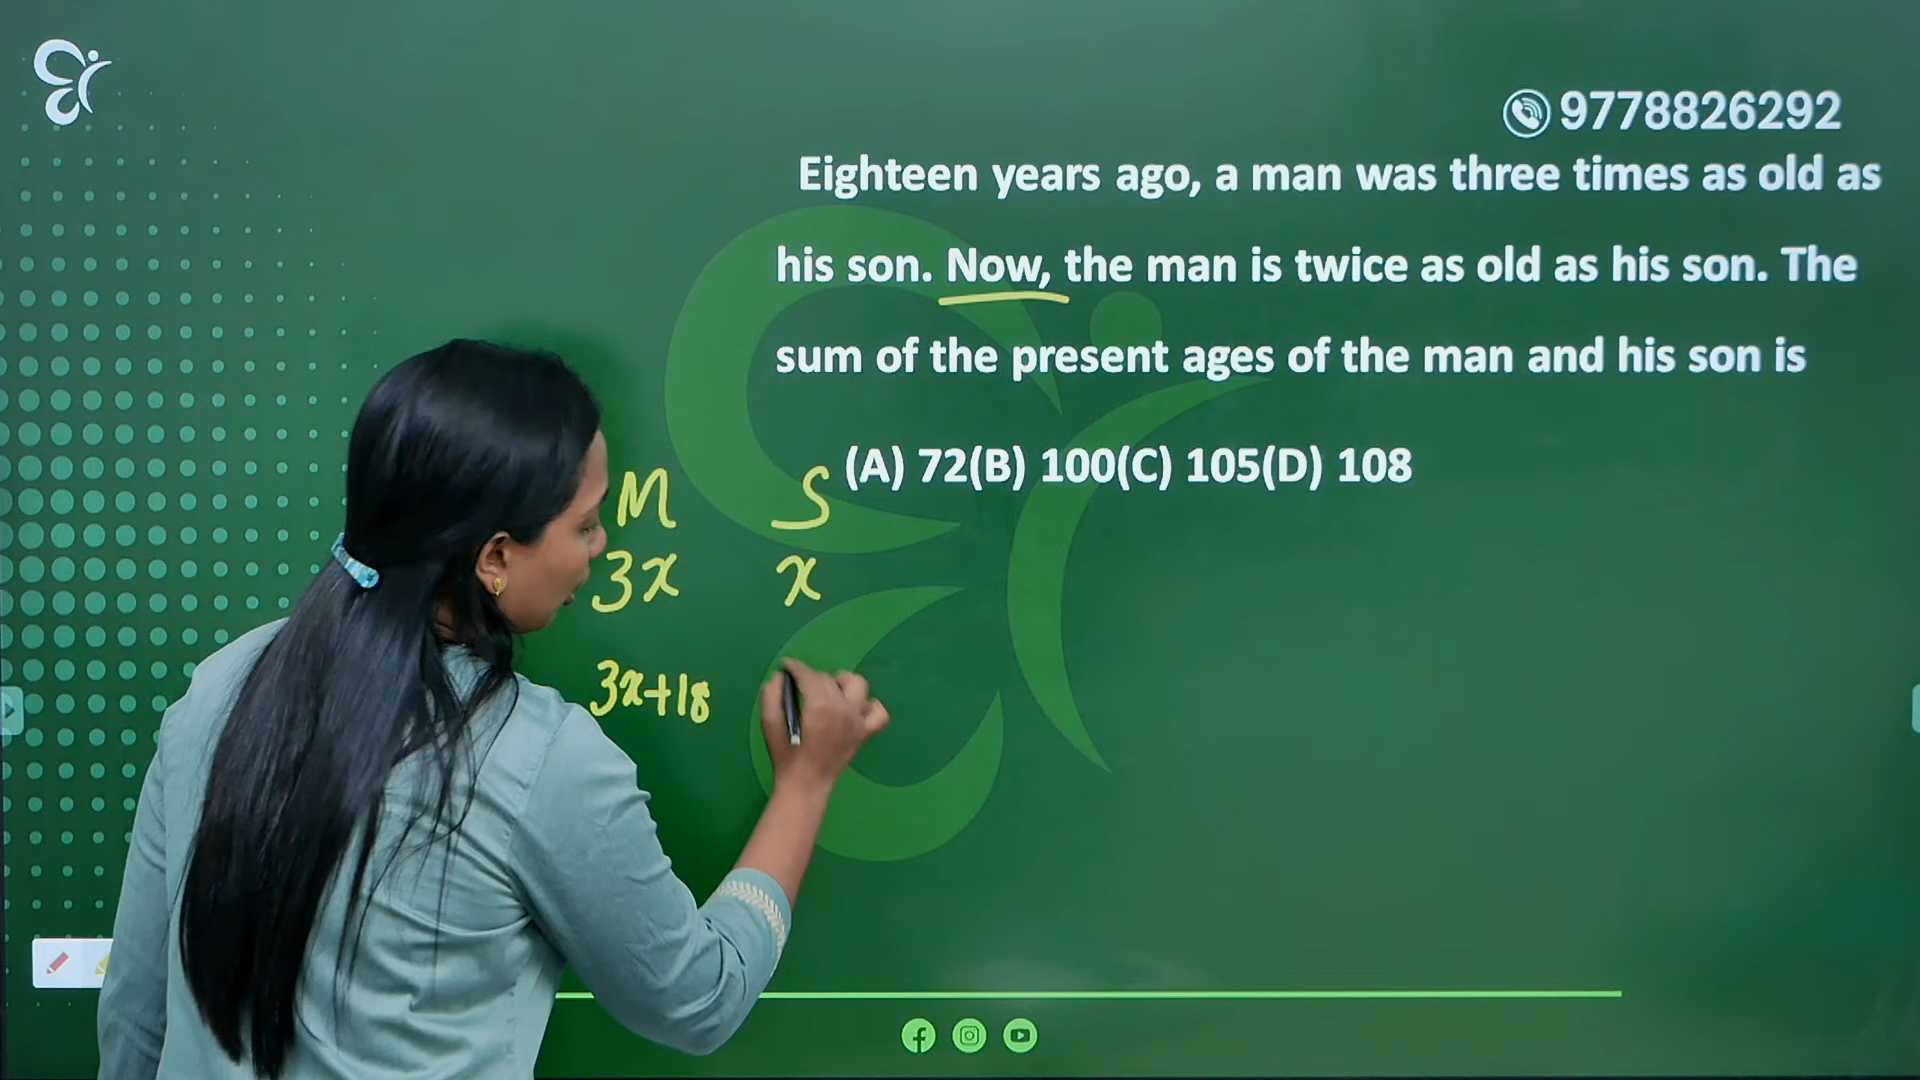 9778826292
Eighteen years ago, a man was three times as old as
his son. Now, the man is twice as old as his son. The
sum of the present ages of the man and his son is
(A) 72(B) 100(C) 105(D) 108
M S
3x x
3x+18